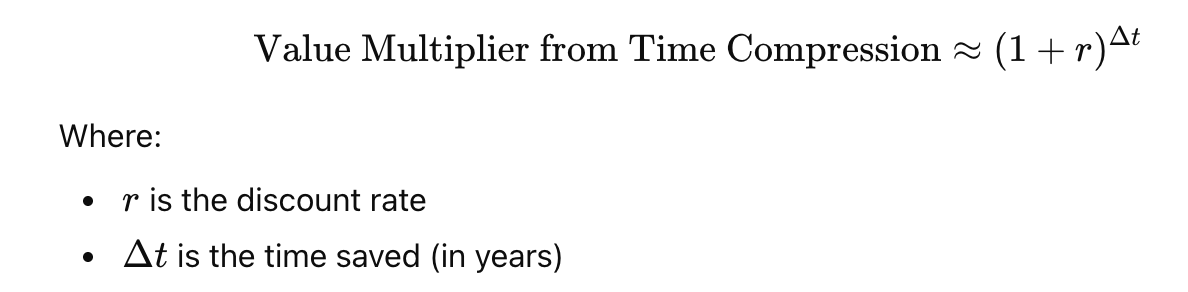 Value Multiplier from Time Compression ≈ (1 + r)^Δt
Where:
• r is the discount rate
• Δt is the time saved (in years)